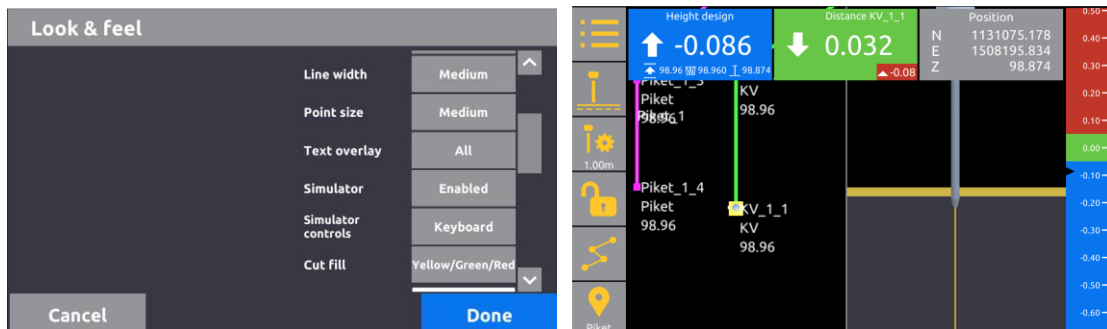 Look & feel
Line width Medium
Point size Medium
Text overlay All
Simulator Enabled
Simulator controls Keyboard
Cut fill Yellow/Green/Red
Cancel Done
Height design
-0.086
98.96 98.960 98.874
Distance KV_1_1
0.032
-0.08
Position
N 1131075.178
E 1508195.834
Z 98.874
Piket
98.96
Piket_1
KV
98.96
1.00m
Piket_1_4
Piket
98.96
KV_1_1
KV
98.96
Piket
0.50
0.40
0.30
0.20
0.10
0.00
-0.10
-0.20
-0.30
-0.40
-0.50
-0.60